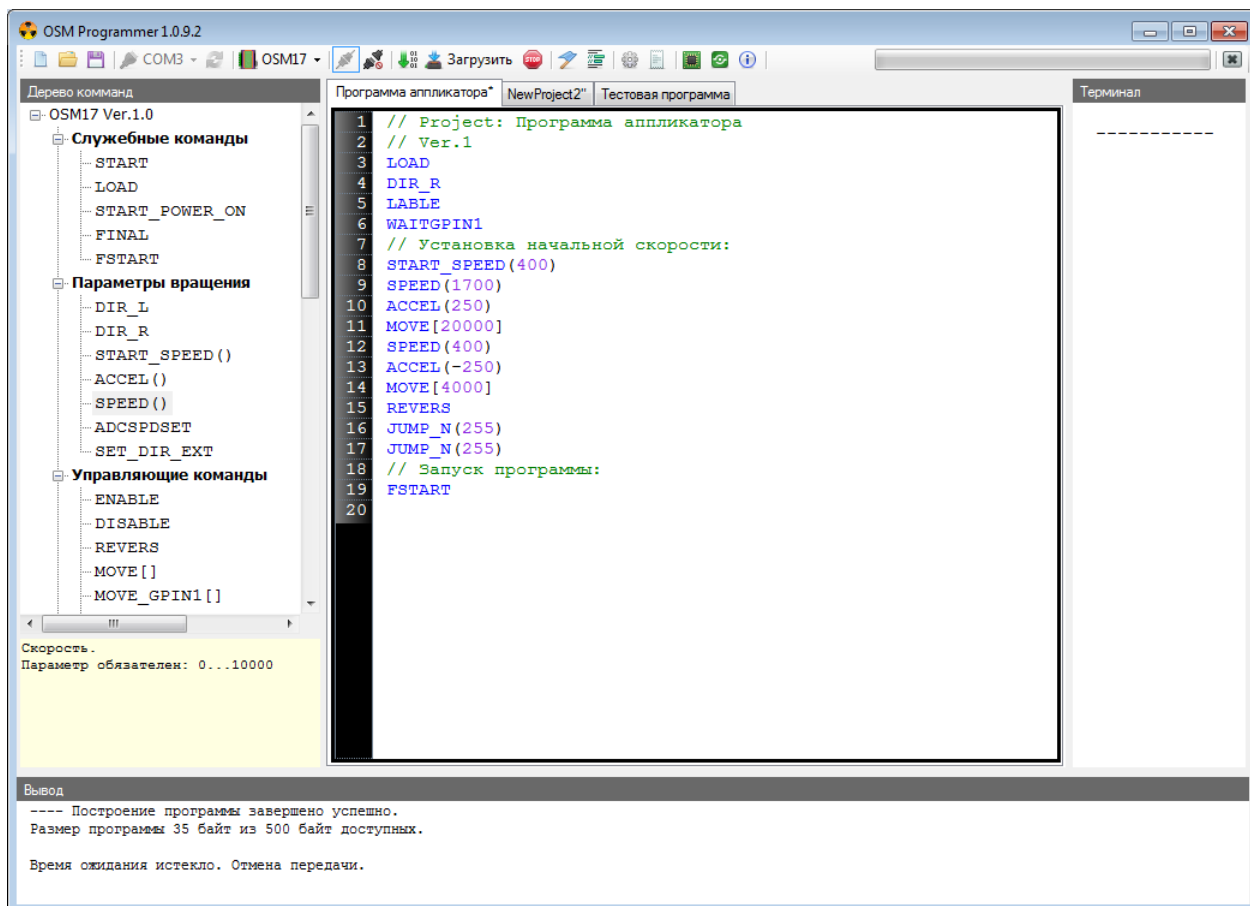 OSM Programmer 1.0.9.2
COM3 OSM17 Загрузить
Дерево комманд
OSM17 Ver.1.0
Служебные команды
START
LOAD
START_POWER_ON
FINAL
FSTART
Параметры вращения
DIR_L
DIR_R
START_SPEED()
ACCEL()
SPEED()
ADCSPDSET
SET_DIR_EXT
Управляющие команды
ENABLE
DISABLE
REVERS
MOVE[]
MOVE_GPIN1[]
Скорость.
Параметр обязателен: 0...10000
Программа аппликатора* NewProject2" Тестовая программа
1 // Project: Программа аппликатора
2 // Ver.1
3 LOAD
4 DIR_R
5 LABLE
6 WAITGPIN1
7 // Установка начальной скорости:
8 START_SPEED(400)
9 SPEED(1700)
10 ACCEL(250)
11 MOVE[20000]
12 SPEED(400)
13 ACCEL(-250)
14 MOVE[4000]
15 REVERS
16 JUMP_N(255)
17 JUMP_N(255)
18 // Запуск программы:
19 FSTART
20
Терминал
-----------
Вывод
---- Построение программы завершено успешно.
Размер программы 35 байт из 500 байт доступных.
Время ожидания истекло. Отмена передачи.